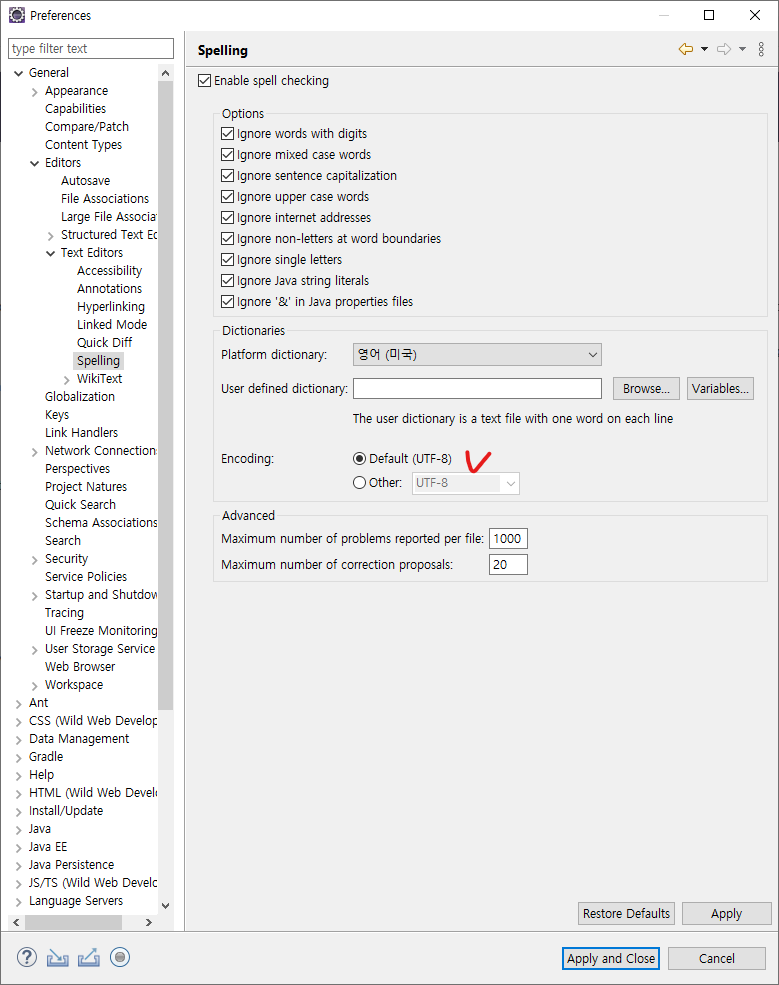 Preferences
type filter text
General
Appearance
Capabilities
Compare/Patch
Content Types
Editors
Autosave
File Associations
Large File Associa
Structured Text Ed
Text Editors
Accessibility
Annotations
Hyperlinking
Linked Mode
Quick Diff
Spelling
WikiText
Globalization
Keys
Link Handlers
Network Connections
Perspectives
Project Natures
Quick Search
Schema Associations
Search
Security
Service Policies
Startup and Shutdow
Tracing
UI Freeze Monitoring
User Storage Service
Web Browser
Workspace
Ant
CSS (Wild Web Develop
Data Management
Gradle
Help
HTML (Wild Web Develo
Install/Update
Java
Java EE
Java Persistence
JS/TS (Wild Web Develo
Language Servers
Spelling
Enable spell checking
Options
Ignore words with digits
Ignore mixed case words
Ignore sentence capitalization
Ignore upper case words
Ignore internet addresses
Ignore non-letters at word boundaries
Ignore single letters
Ignore Java string literals
Ignore '&' in Java properties files
Dictionaries
Platform dictionary: 영어 (미국)
User defined dictionary: Browse... Variables...
The user dictionary is a text file with one word on each line
Encoding: Default (UTF-8)
Other: UTF-8
Advanced
Maximum number of problems reported per file: 1000
Maximum number of correction proposals: 20
Restore Defaults Apply
Apply and Close Cancel